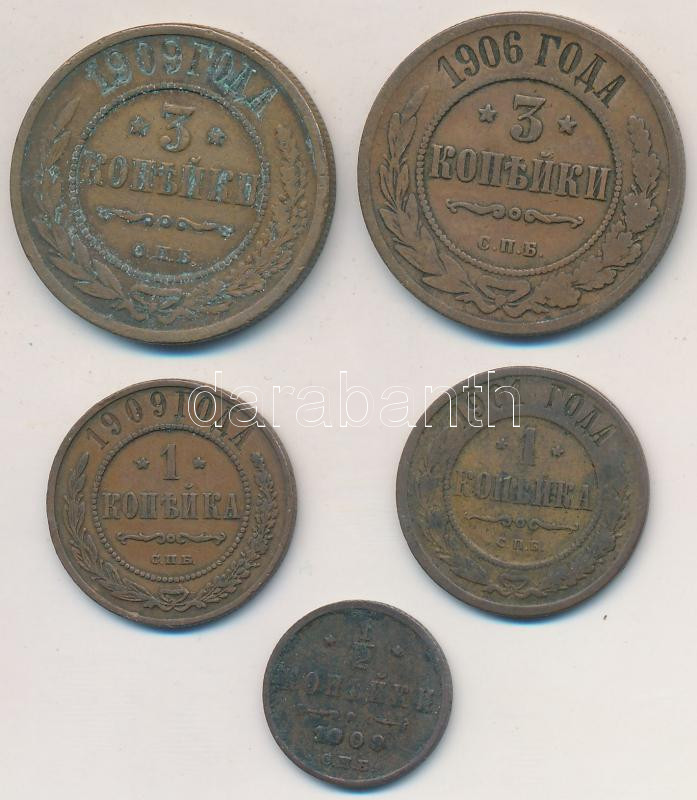 1909 ГОДА
3
КОПѢЙКИ
С.П.Б.
1906 ГОДА
3
КОПѢЙКИ
С.П.Б.
1909 ГОДА
1
КОПѢЙКА
С.П.Б.
ГОДА
1
КОПѢЙКА
С.П.Б.
1/2
КОПѢЙКИ
1909
С.П.Б.
darabanth